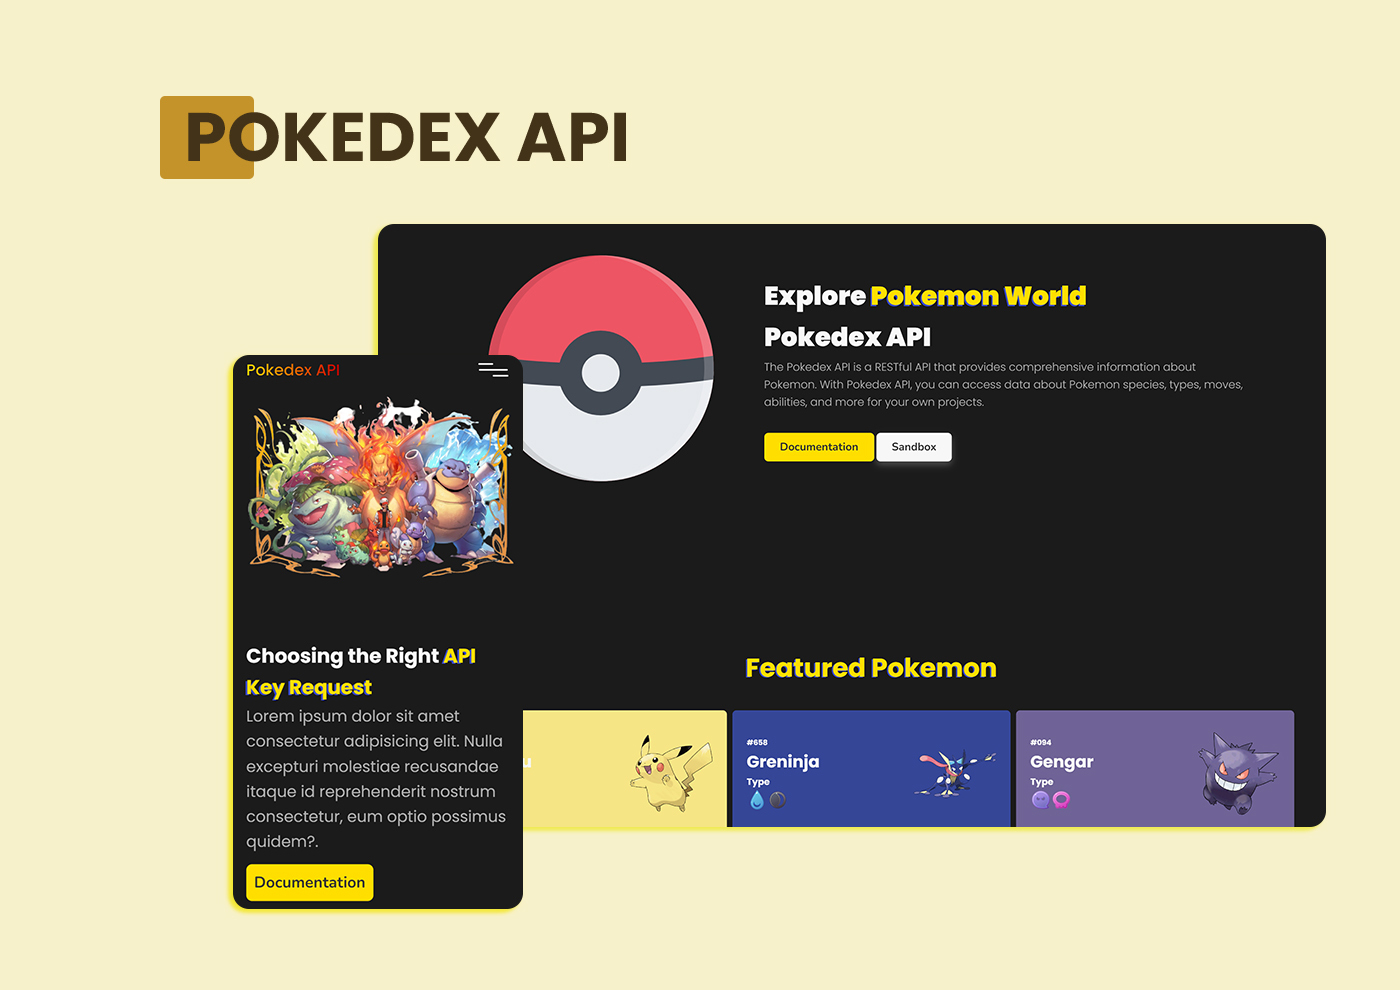 POKEDEX API
Explore Pokemon World
Pokedex API
The Pokedex API is a RESTful API that provides comprehensive information about
Pokemon. With Pokedex API, you can access data about Pokemon species, types, moves,
abilities, and more for your own projects.
Documentation
Sandbox
Pokedex API
Choosing the Right API
Key Request
Lorem ipsum dolor sit amet
consectetur adipisicing elit. Nulla
excepturi molestiae recusandae
itaque id reprehenderit nostrum
consectetur, eum optio possimus
quidem?.
Documentation
Featured Pokemon
u
#658
Greninja
Type
#094
Gengar
Type